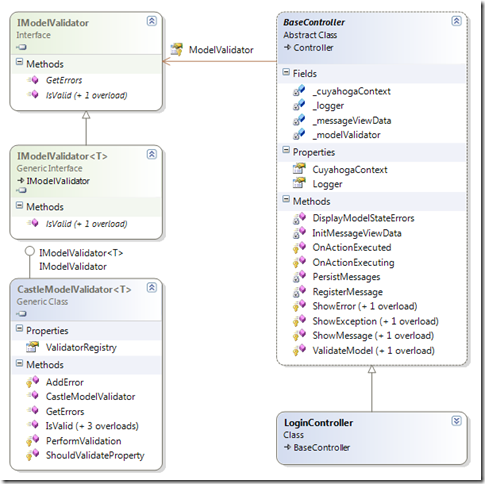 IModelValidator
Interface
Methods
GetErrors
IsValid (+ 1 overload)
ModelValidator
IModelValidator<T>
Generic Interface
IModelValidator
Methods
IsValid (+ 1 overload)
IModelValidator<T>
IModelValidator
CastleModelValidator<T>
Generic Class
Properties
ValidatorRegistry
Methods
AddError
CastleModelValidator
GetErrors
IsValid (+ 3 overloads)
PerformValidation
ShouldValidateProperty
BaseController
Abstract Class
Controller
Fields
_cuyahogaContext
_logger
_messageViewData
_modelValidator
Properties
CuyahogaContext
Logger
Methods
DisplayModelStateErrors
InitMessageViewData
OnActionExecuted
OnActionExecuting
PersistMessages
RegisterMessage
ShowError (+ 1 overload)
ShowException (+ 1 overload)
ShowMessage (+ 1 overload)
ValidateModel (+ 1 overload)
LoginController
Class
BaseController